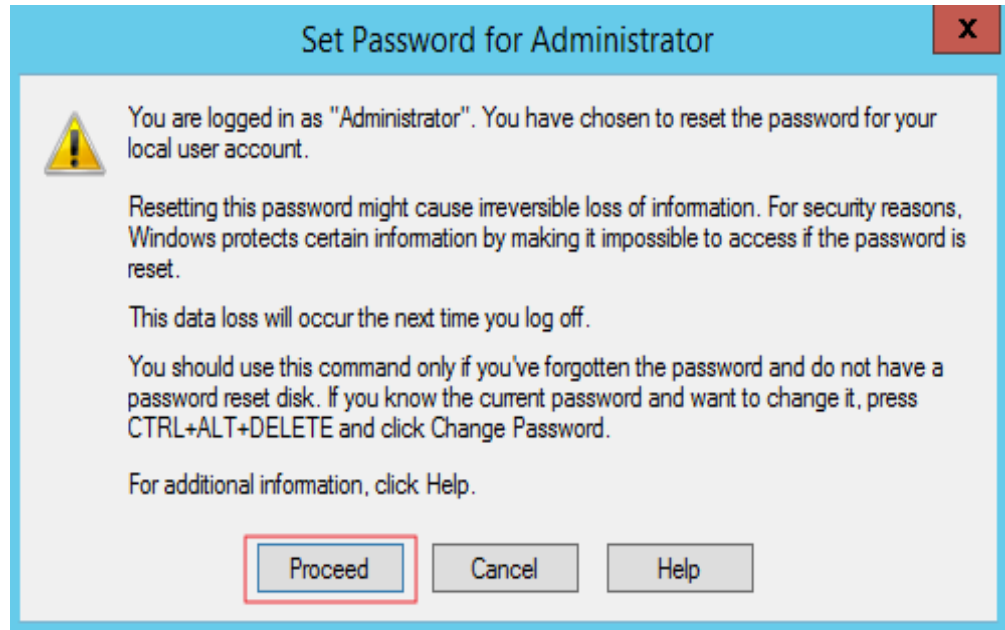 Set Password for Administrator
x
You are logged in as "Administrator". You have chosen to reset the password for your
local user account.
Resetting this password might cause irreversible loss of information. For security reasons,
Windows protects certain information by making it impossible to access if the password is
reset.
This data loss will occur the next time you log off.
You should use this command only if you've forgotten the password and do not have a
password reset disk. If you know the current password and want to change it, press
CTRL+ALT+DELETE and click Change Password.
For additional information, click Help.
Proceed Cancel Help